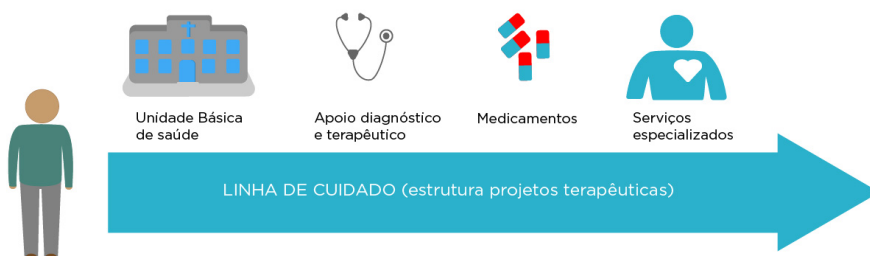 Unidade Básica
de saúde
Apoio diagnóstico
e terapêutico
Medicamentos
Serviços
especializados
LINHA DE CUIDADO (estrutura projetos terapêuticas)